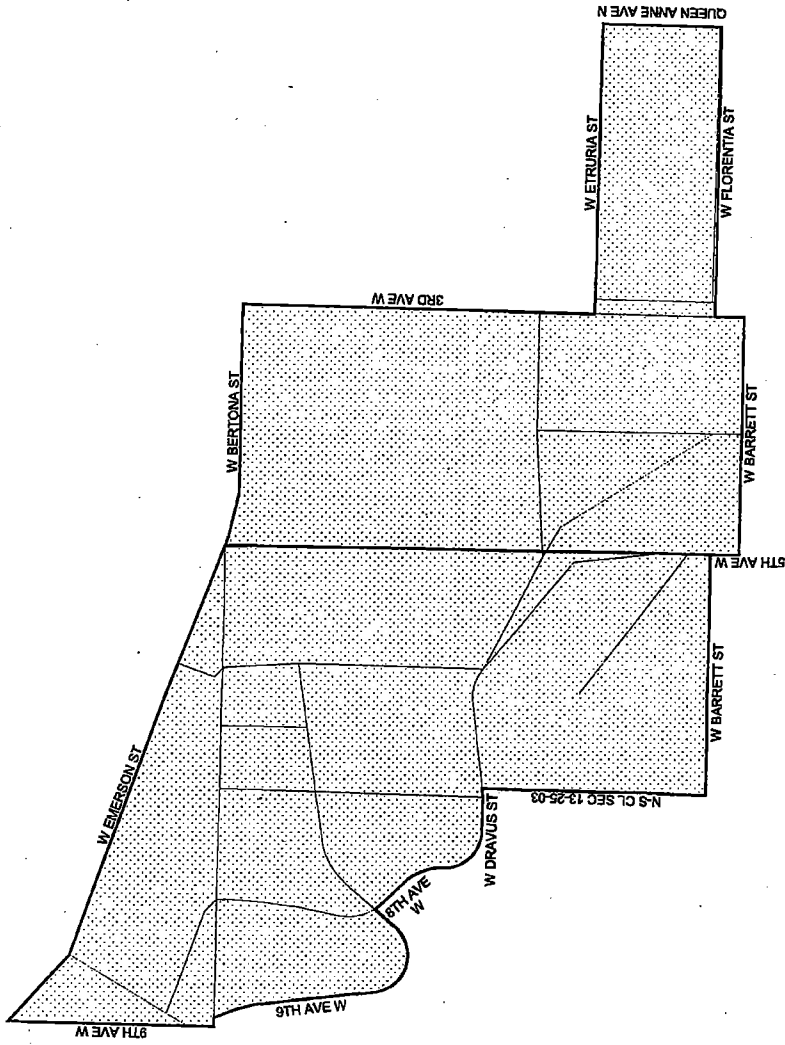 QUEEN ANNE AVE N
W ETRURIA ST
W FLORENTIA ST
3RD AVE W
W BERTONA ST
W BARRETT ST
5TH AVE W
W BARRETT ST
W EMERSON ST
N-S CL SEC 13-25-03
W DRAVUS ST
8TH AVE
W
9TH AVE W
9TH AVE W